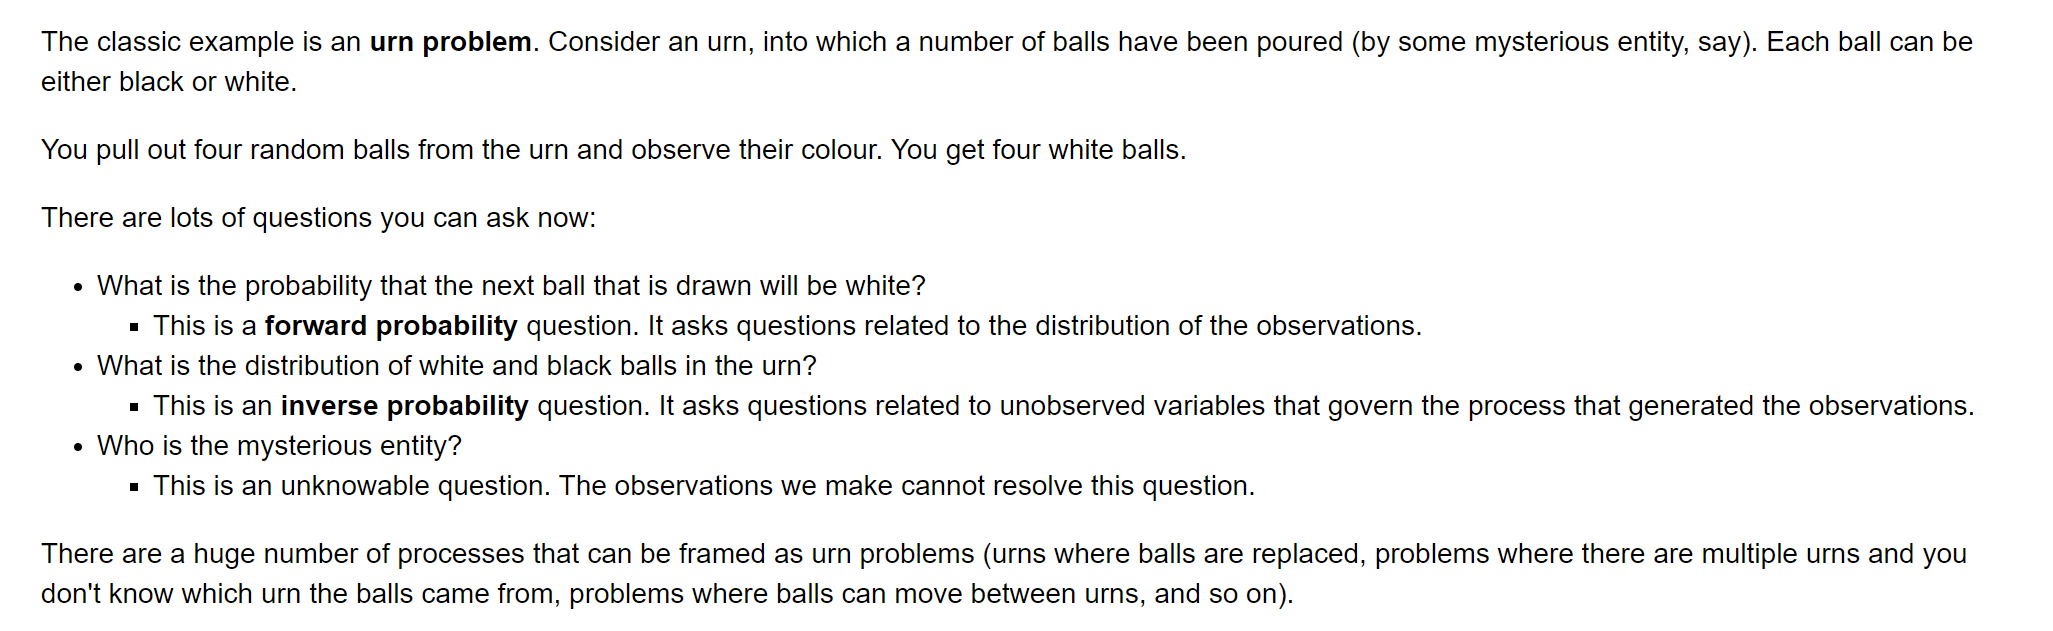 The classic example is an urn problem. Consider an urn, into which a number of balls have been poured (by some mysterious entity, say). Each ball can be
either black or white.
You pull out four random balls from the urn and observe their colour. You get four white balls.
There are lots of questions you can ask now:
• What is the probability that the next ball that is drawn will be white?
▪ This is a forward probability question. It asks questions related to the distribution of the observations.
• What is the distribution of white and black balls in the urn?
▪ This is an inverse probability question. It asks questions related to unobserved variables that govern the process that generated the observations.
• Who is the mysterious entity?
▪ This is an unknowable question. The observations we make cannot resolve this question.
There are a huge number of processes that can be framed as urn problems (urns where balls are replaced, problems where there are multiple urns and you
don't know which urn the balls came from, problems where balls can move between urns, and so on).